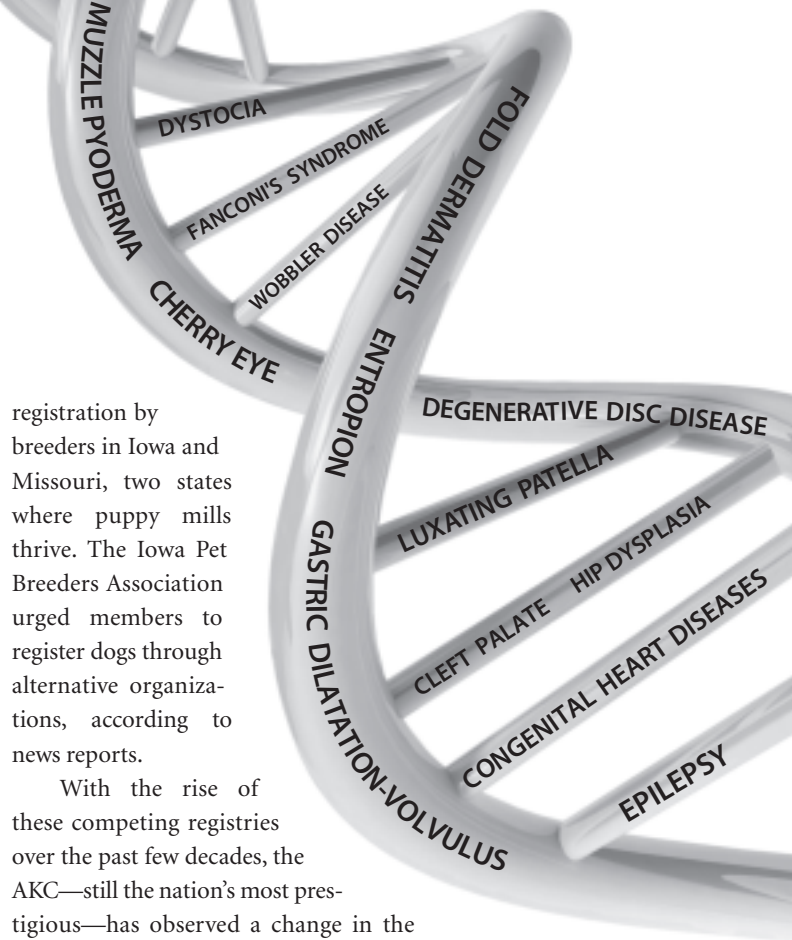 MUZZLE PYODERMA
CHERRY EYE
DYSTOCIA
FANCONI'S SYNDROME
WOBBLER DISEASE
FOLD DERMATITIS
ENTROPION
GASTRIC DILATATION-VOLVULUS
DEGENERATIVE DISC DISEASE
LUXATING PATELLA
CLEFT PALATE HIP DYSPLASIA
CONGENITAL HEART DISEASES
EPILEPSY
registration by
breeders in Iowa and
Missouri, two states
where puppy mills
thrive. The Iowa Pet
Breeders Association
urged members to
register dogs through
alternative organiza-
tions, according to
news reports.
With the rise of
these competing registries
over the past few decades, the
AKC—still the nation's most pres-
tigious—has observed a change in the